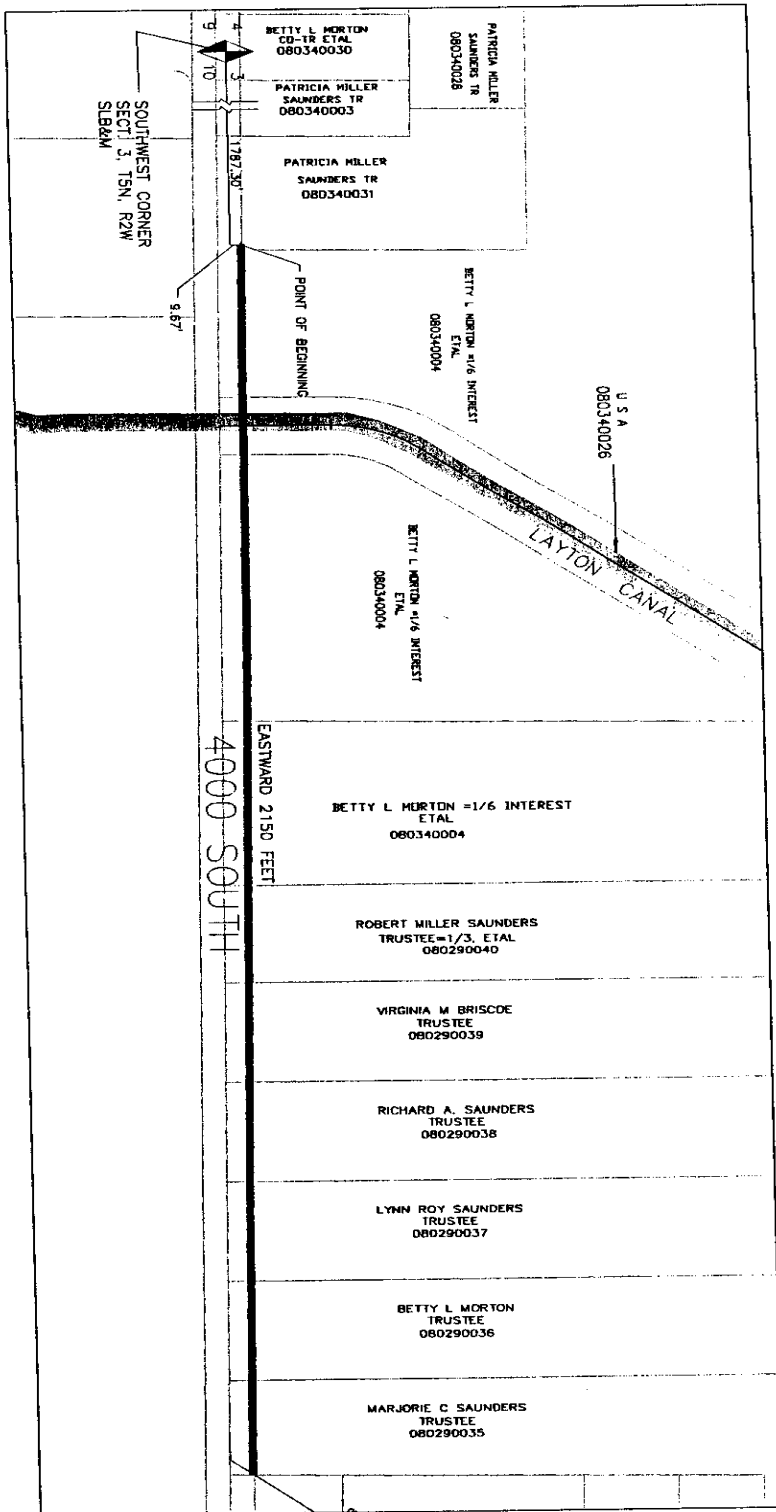 BETTY L MORTON
CO-TR ETAL
080340030
PATRICIA MILLER
SAUNDERS TR
080340028
PATRICIA MILLER
SAUNDERS TR
080340003
PATRICIA MILLER
SAUNDERS TR
080340031
4
3
9
10
1787.30'
SOUTHWEST CORNER
SECT. 3, T5N, R2W
SLB&M
9.67'
POINT OF BEGINNING
BETTY L MORTON =1/6 INTEREST
ETAL
080340004
U S A
080340026
LAYTON CANAL
BETTY L MORTON =1/6 INTEREST
ETAL
080340004
EASTWARD 2150 FEET
4000 SOUTH
BETTY L MORTON =1/6 INTEREST
ETAL
080340004
ROBERT MILLER SAUNDERS
TRUSTEE=1/3, ETAL
080290040
VIRGINIA M BRISCOE
TRUSTEE
080290039
RICHARD A. SAUNDERS
TRUSTEE
080290038
LYNN ROY SAUNDERS
TRUSTEE
080290037
BETTY L MORTON
TRUSTEE
080290036
MARJORIE C SAUNDERS
TRUSTEE
080290035